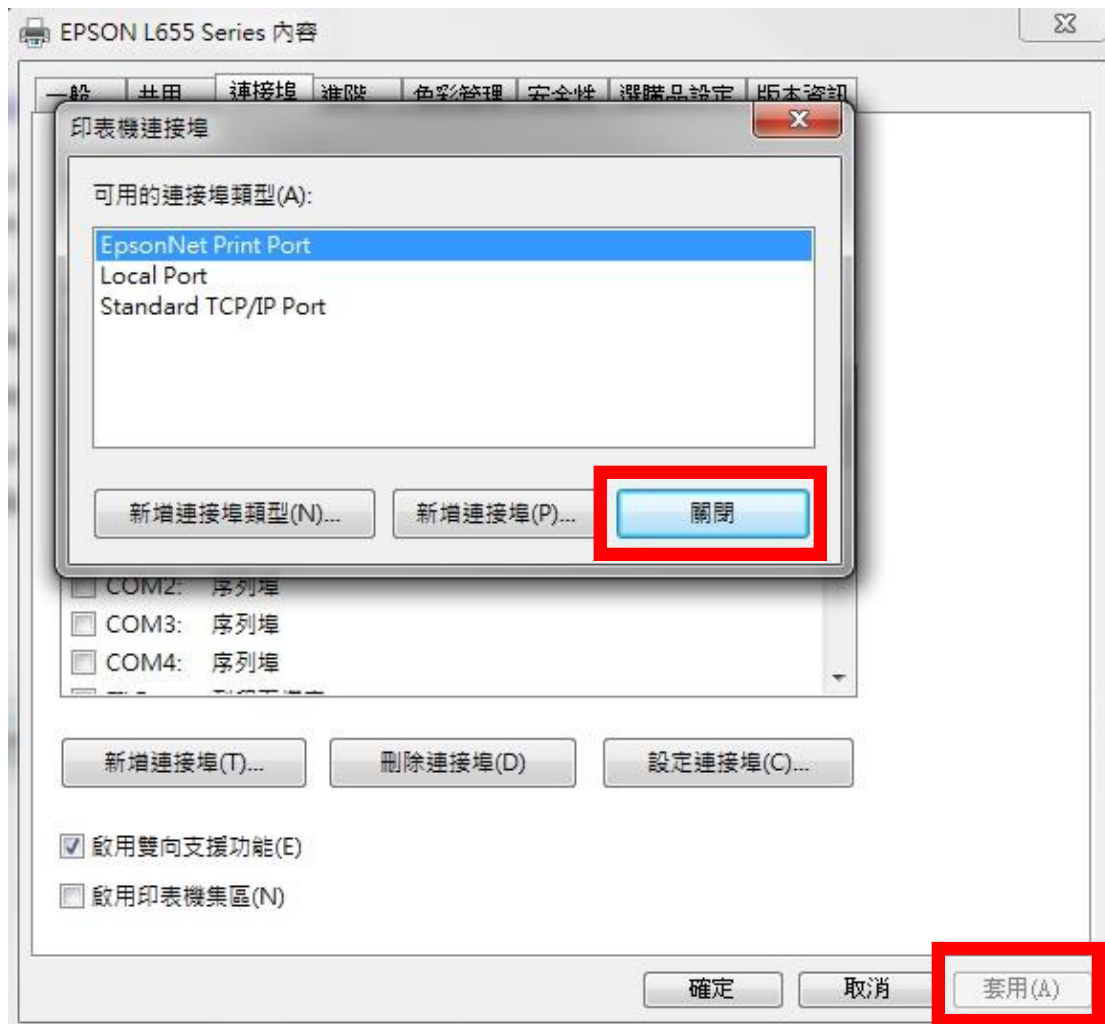 EPSON L655 Series 內容
一般 共用 連接埠 進階 色彩管理 安全性 選購品設定 版本資訊
印表機連接埠
可用的連接埠類型(A):
EpsonNet Print Port
Local Port
Standard TCP/IP Port
新增連接埠類型(N)... 新增連接埠(P)... 關閉
COM2: 序列埠
COM3: 序列埠
COM4: 序列埠
新增連接埠(T)... 刪除連接埠(D) 設定連接埠(C)...
啟用雙向支援功能(E)
啟用印表機集區(N)
確定 取消 套用(A)